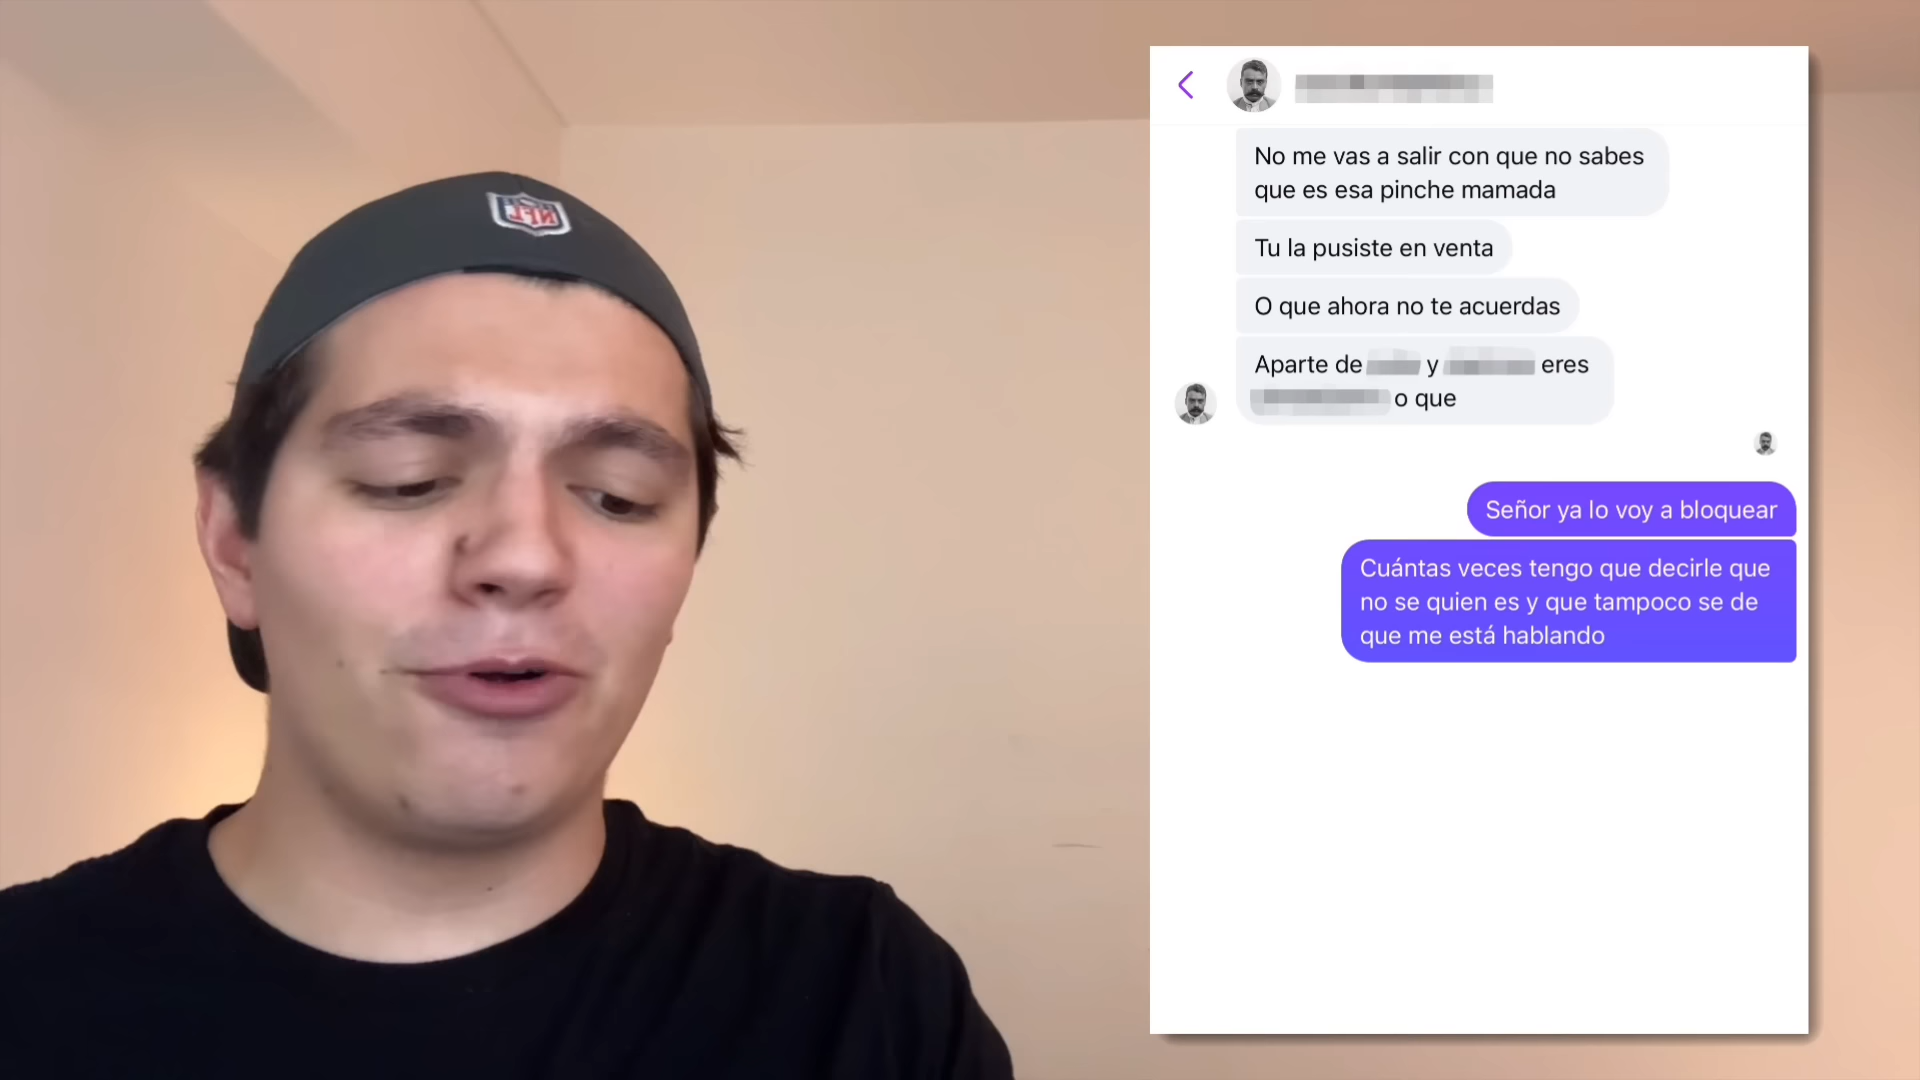 NFL
No me vas a salir con que no sabes
que es esa pinche mamada
Tu la pusiste en venta
O que ahora no te acuerdas
Aparte de y eres
o que
Señor ya lo voy a bloquear
Cuántas veces tengo que decirle que
no se quien es y que tampoco se de
que me está hablando